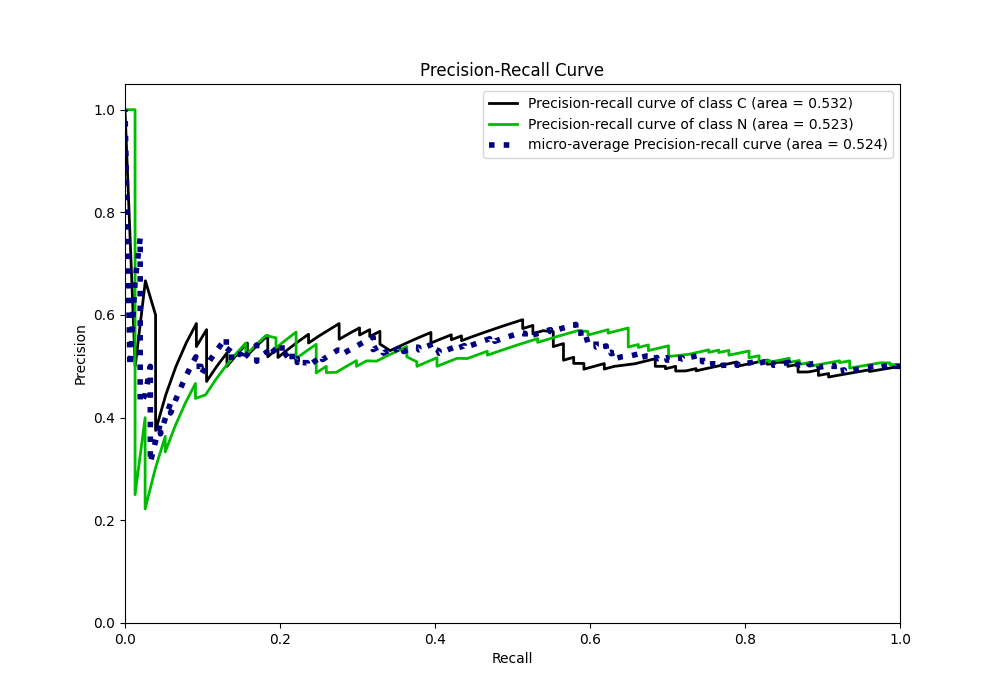 Precision-Recall Curve
Precision-recall curve of class C (area = 0.532)
Precision-recall curve of class N (area = 0.523)
micro-average Precision-recall curve (area = 0.524)
1.0
0.8
0.6
0.4
0.2
0.0
Precision
0.0 0.2 0.4 0.6 0.8 1.0
Recall